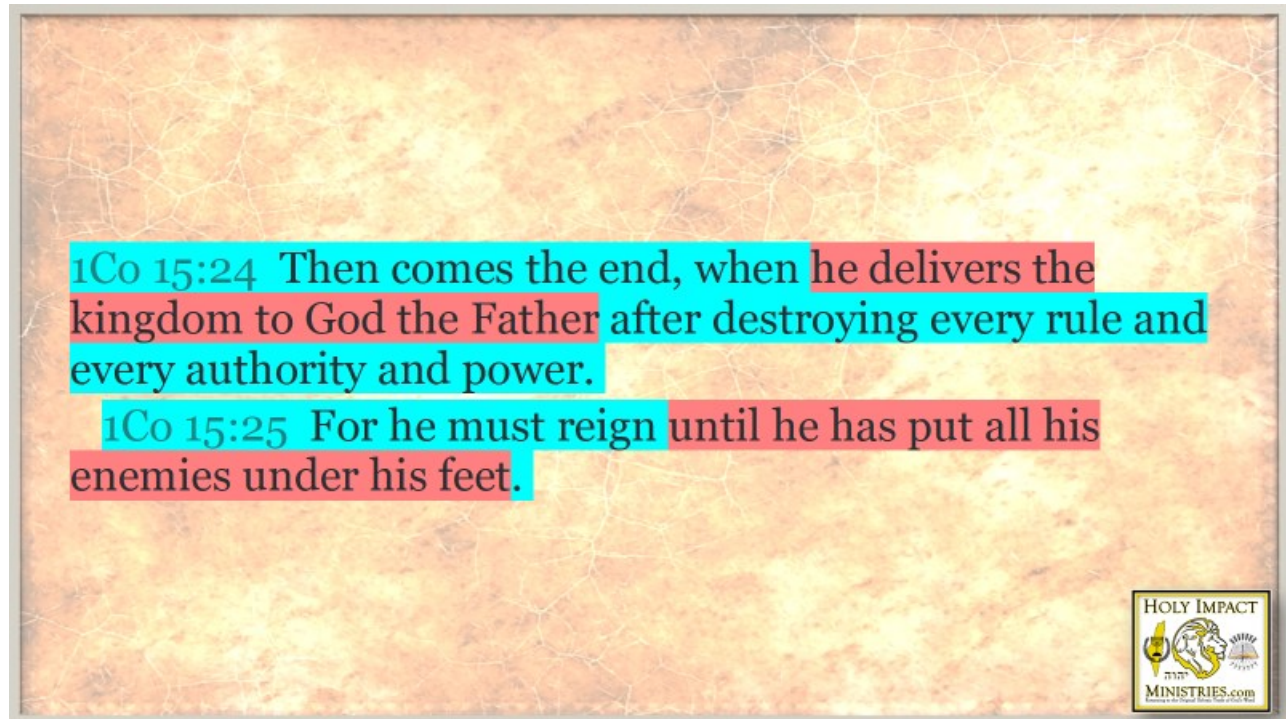 1Co 15:24 Then comes the end, when he delivers the
kingdom to God the Father after destroying every rule and
every authority and power.
1Co 15:25 For he must reign until he has put all his
enemies under his feet.
HOLY IMPACT
יהוה
MINISTRIES.com